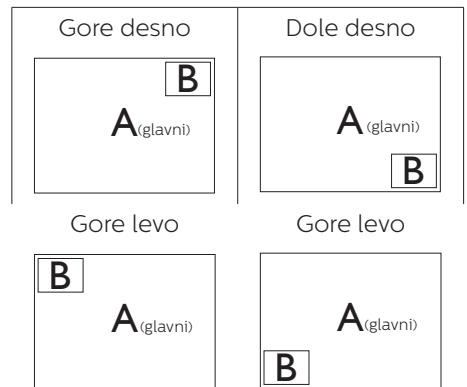 Gore desno
Dole desno
B
A(glavni)
A (glavni)
B
Gore levo
Gore levo
B
A(glavni)
A(glavni)
B